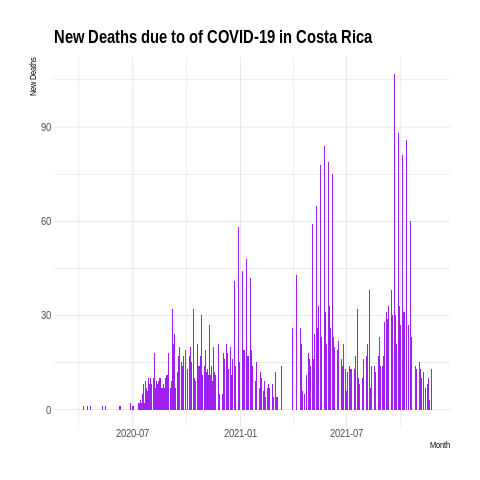 New Deaths due to of COVID-19 in Costa Rica
New Deaths
90
60
30
0
2020-07 2021-01 2021-07
Month